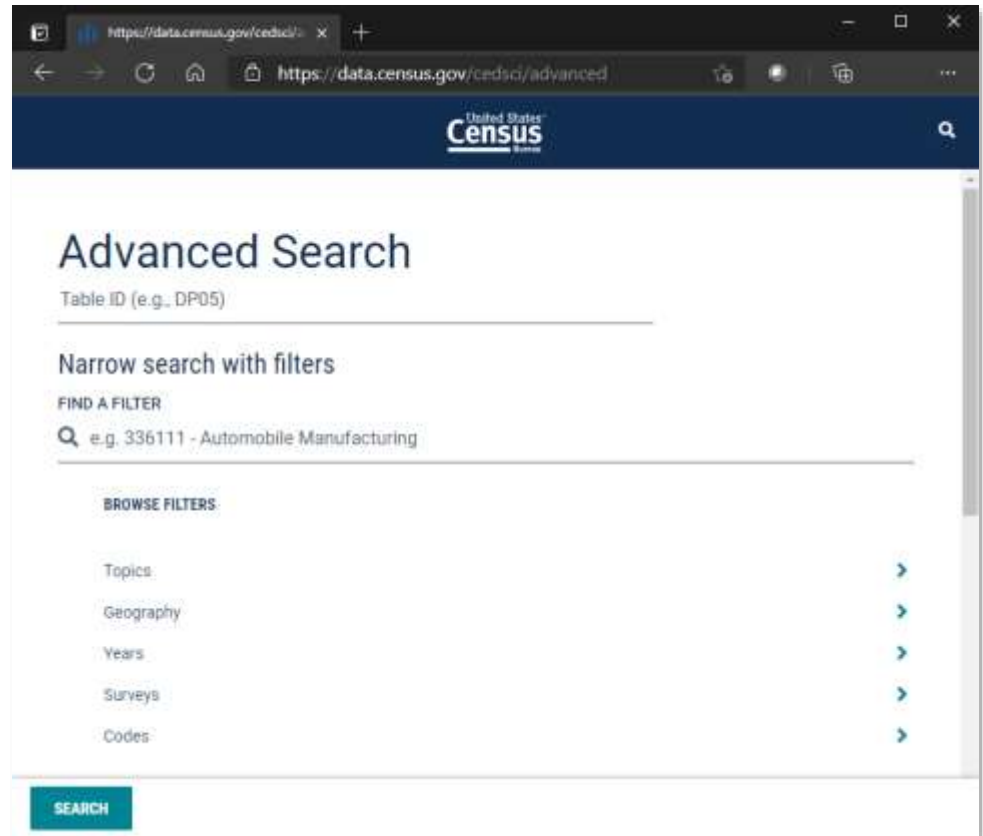 https://data.census.gov/cedsci/a
https://data.census.gov/cedsci/advanced
United States
Census
Bureau
Advanced Search
Table ID (e.g., DP05)
Narrow search with filters
FIND A FILTER
e.g. 336111 - Automobile Manufacturing
BROWSE FILTERS
Topics
Geography
Years
Surveys
Codes
SEARCH